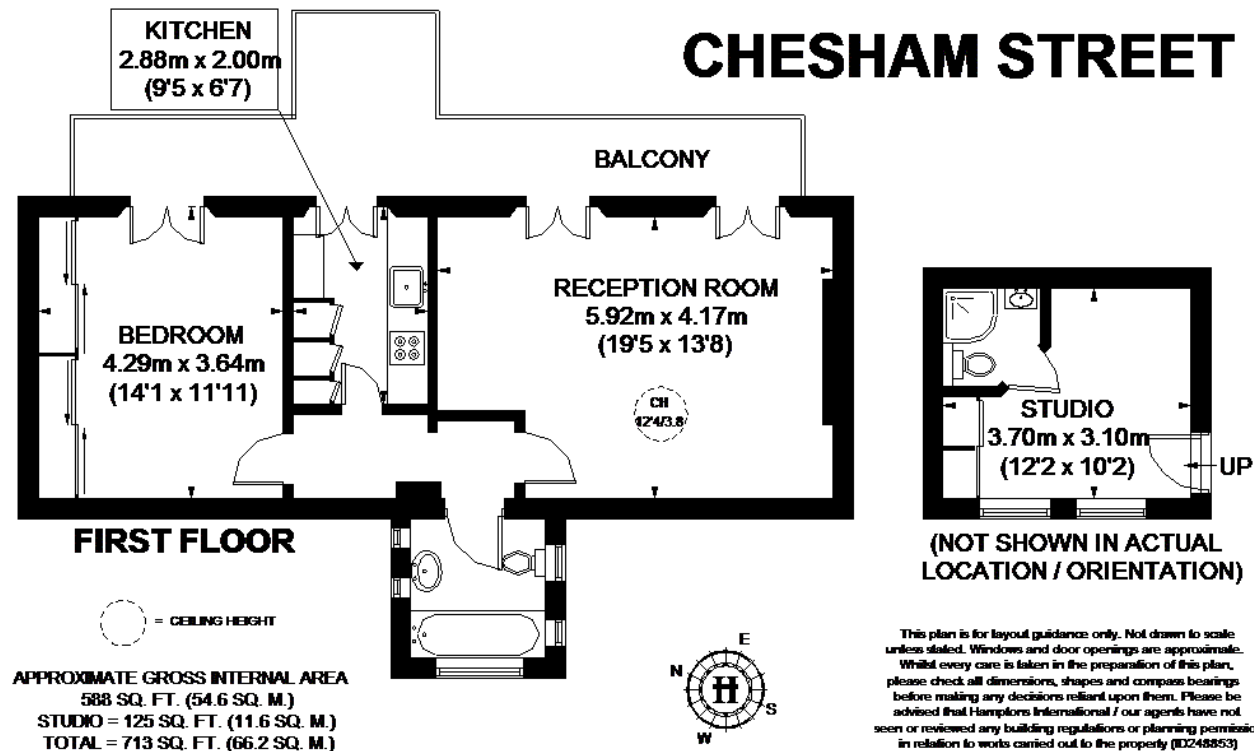 CHESHAM STREET
KITCHEN
2.88m x 2.00m
(9'5 x 6'7)
BALCONY
BEDROOM
4.29m x 3.64m
(14'1 x 11'11)
RECEPTION ROOM
5.92m x 4.17m
(19'5 x 13'8)
CH
12'4/3.8
STUDIO
3.70m x 3.10m
(12'2 x 10'2)
UP
FIRST FLOOR
(NOT SHOWN IN ACTUAL
LOCATION / ORIENTATION)
= CEILING HEIGHT
APPROXIMATE GROSS INTERNAL AREA
588 SQ. FT. (54.6 SQ. M.)
STUDIO = 125 SQ. FT. (11.6 SQ. M.)
TOTAL = 713 SQ. FT. (66.2 SQ. M.)
E
N
H
S
W
This plan is for layout guidance only. Not drawn to scale
unless stated. Windows and door openings are approximate.
Whilst every care is taken in the preparation of this plan,
please check all dimensions, shapes and compass bearings
before making any decisions reliant upon them. Please be
advised that Hamptons International / our agents have not
seen or reviewed any building regulations or planning permissio
in relation to works carried out to the property (ID248853)